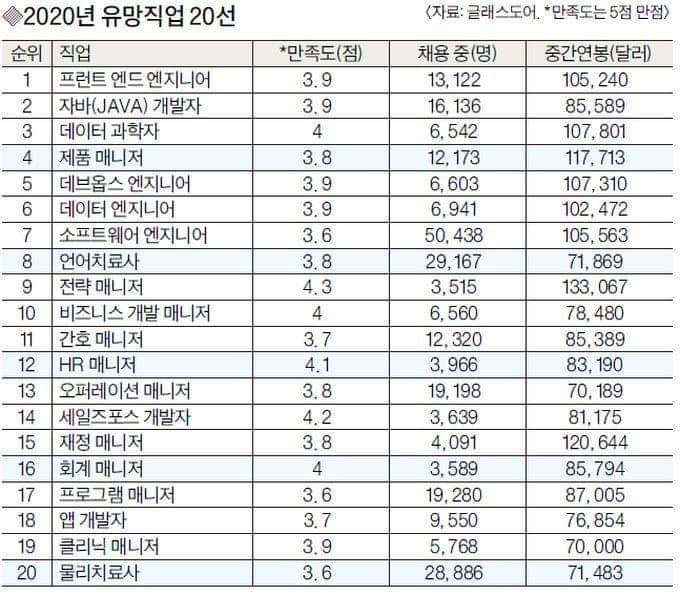 ◈2020년 유망직업 20선 〈자료: 글래스도어. *만족도는 5점 만점〉
순위 직업 *만족도(점) 채용 중(명) 중간연봉(달러)
1 프런트 엔드 엔지니어 3.9 13,122 105,240
2 자바(JAVA) 개발자 3.9 16,136 85,589
3 데이터 과학자 4 6,542 107,801
4 제품 매니저 3.8 12,173 117,713
5 데브옵스 엔지니어 3.9 6,603 107,310
6 데이터 엔지니어 3.9 6,941 102,472
7 소프트웨어 엔지니어 3.6 50,438 105,563
8 언어치료사 3.8 29,167 71,869
9 전략 매니저 4.3 3,515 133,067
10 비즈니스 개발 매니저 4 6,560 78,480
11 간호 매니저 3.7 12,320 85,389
12 HR 매니저 4.1 3,966 83,190
13 오퍼레이션 매니저 3.8 19,198 70,189
14 세일즈포스 개발자 4.2 3,639 81,175
15 재정 매니저 3.8 4,091 120,644
16 회계 매니저 4 3,589 85,794
17 프로그램 매니저 3.6 19,280 87,005
18 앱 개발자 3.7 9,550 76,854
19 클리닉 매니저 3.9 5,768 70,000
20 물리치료사 3.6 28,886 71,483